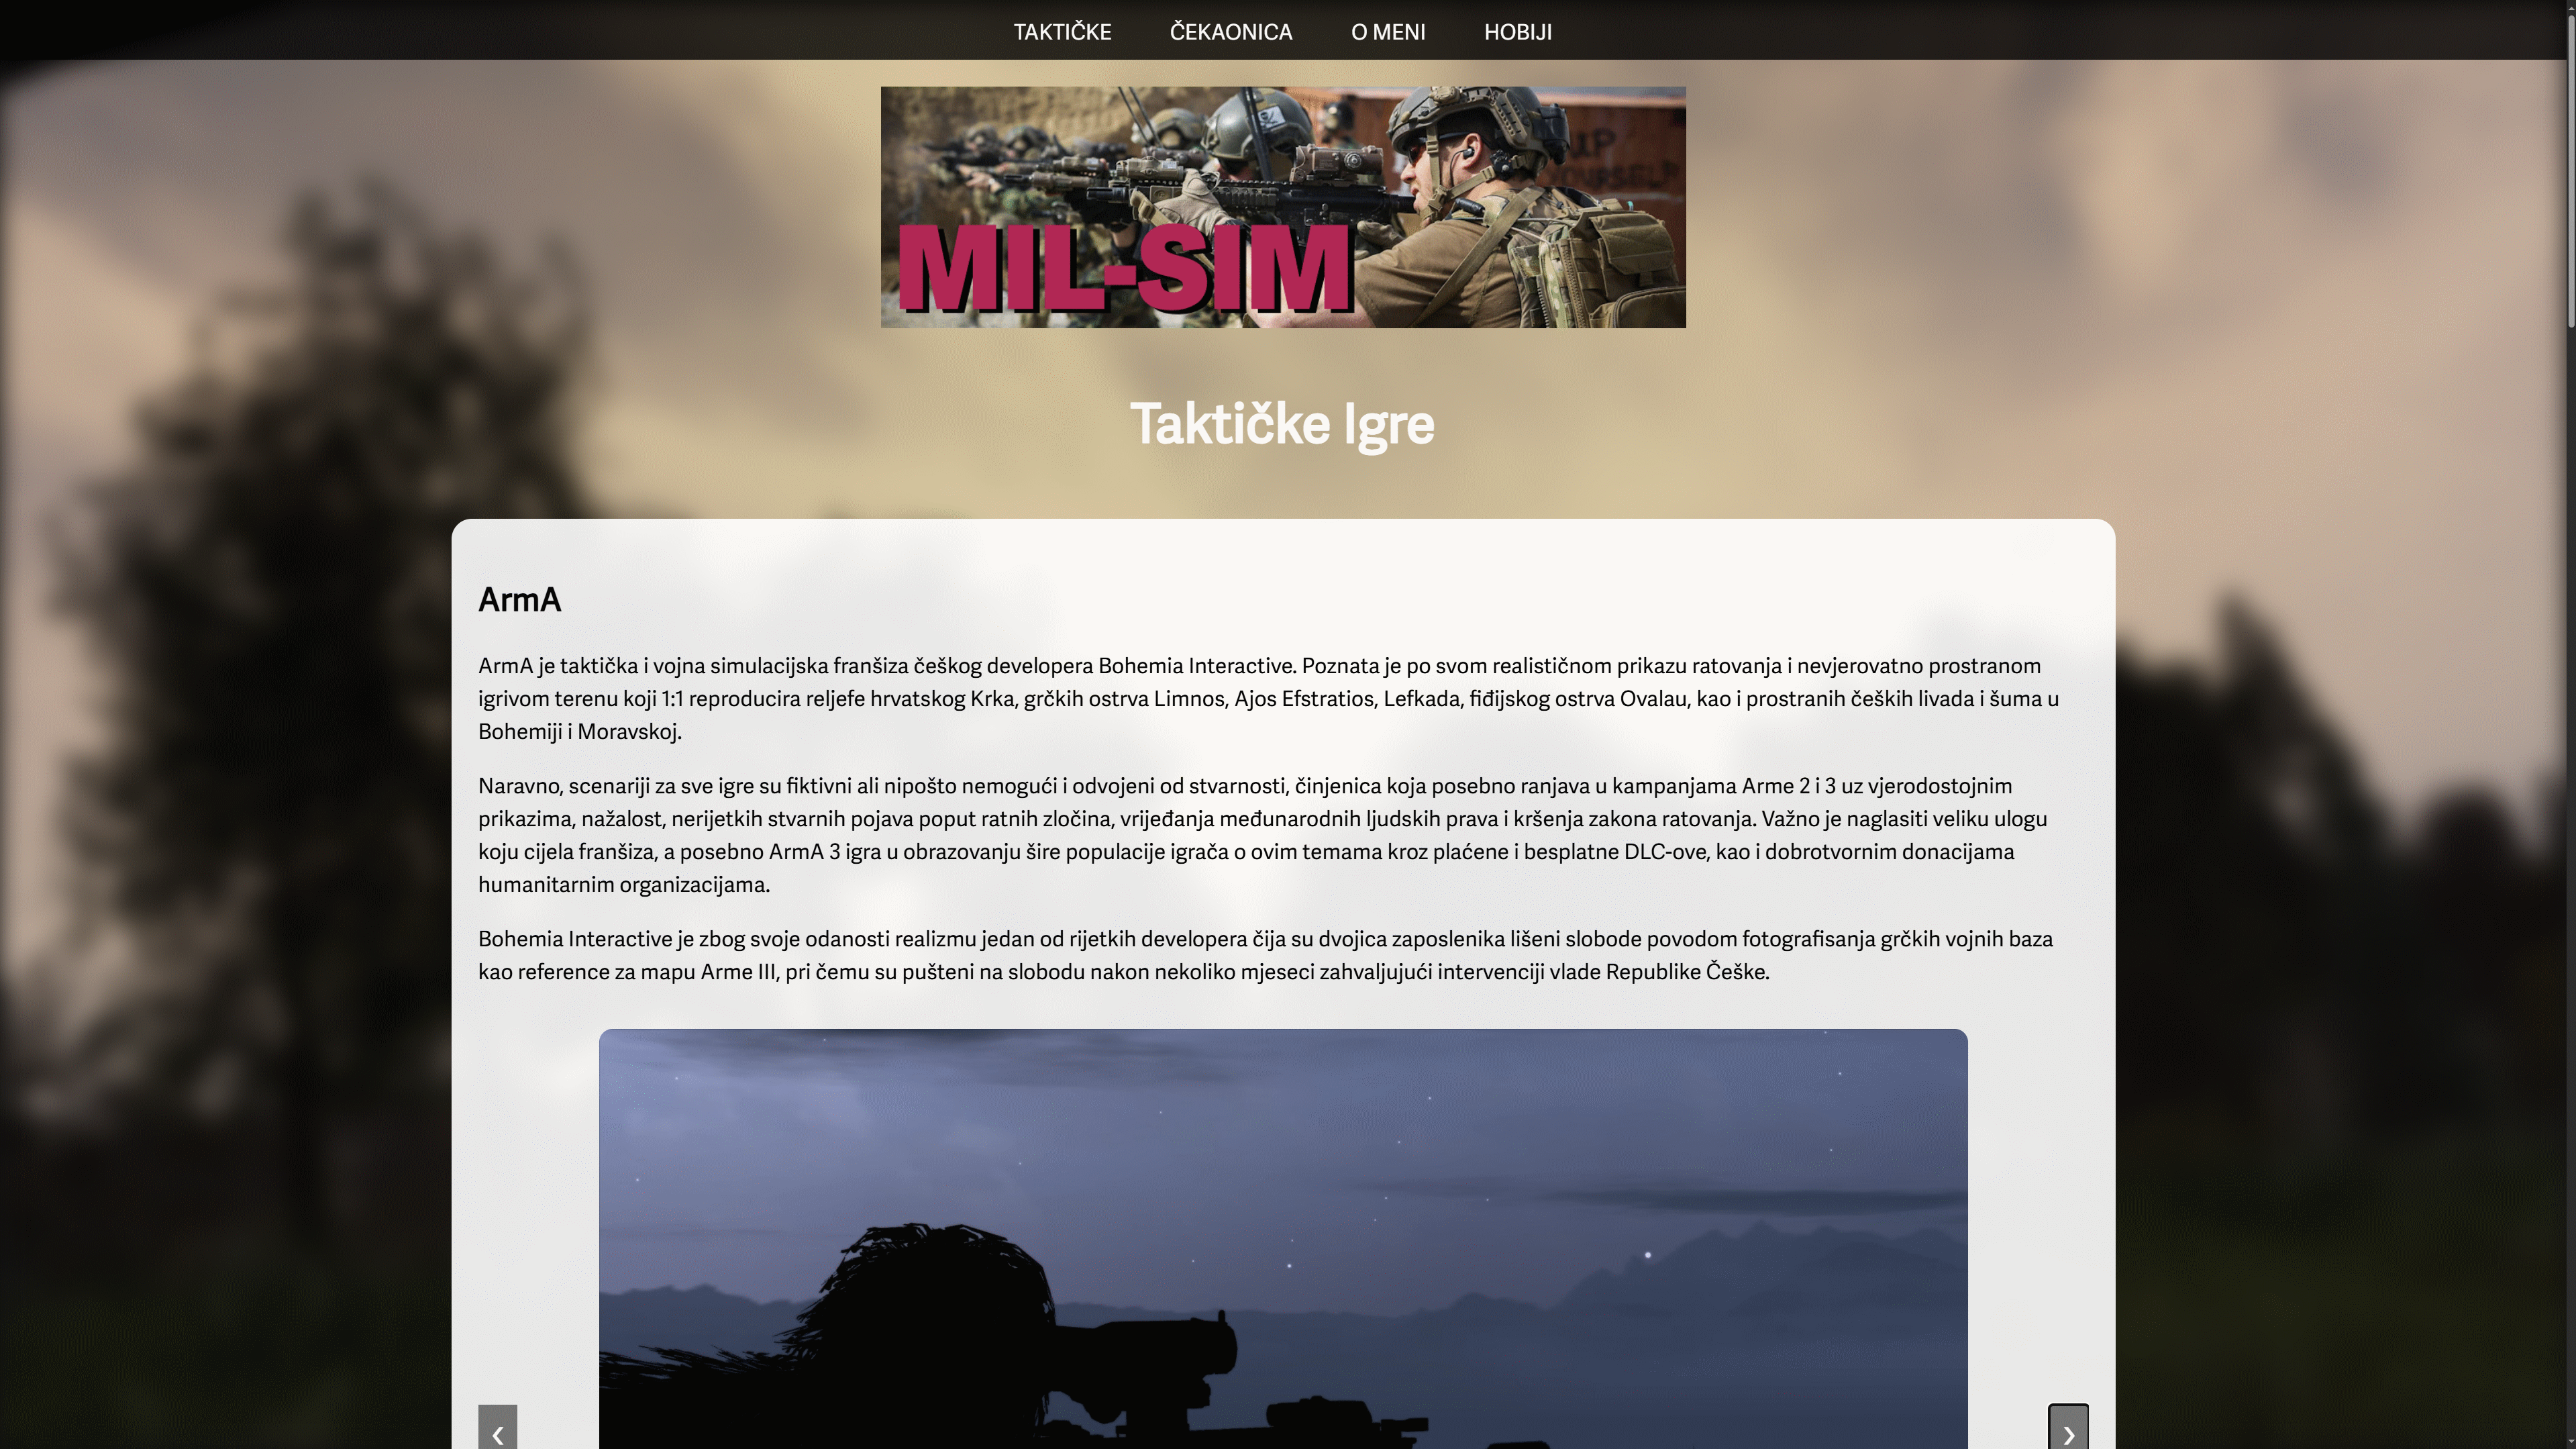 TAKTIČKE
ČEKAONICA
O MENI
HOBIJI
UP
YOURSELF
MIL-SIM
Taktičke Igre
ArmA
ArmA je taktička i vojna simulacijska franšiza češkog developera Bohemia Interactive. Poznata je po svom realističnom prikazu ratovanja i nevjerovatno prostranom
igrivom terenu koji 1:1 reproducira reljefe hrvatskog Krka, grčkih ostrva Limnos, Ajos Efstratios, Lefkada, fiđijskog ostrva Ovalau, kao i prostranih čeških livada i šuma u
Bohemiji i Moravskoj.
Naravno, scenariji za sve igre su fiktivni ali nipošto nemogući i odvojeni od stvarnosti, činjenica koja posebno ranjava u kampanjama Arme 2 i 3 uz vjerodostojnim
prikazima, nažalost, nerijetkih stvarnih pojava poput ratnih zločina, vrijeđanja međunarodnih ljudskih prava i kršenja zakona ratovanja. Važno je naglasiti veliku ulogu
koju cijela franšiza, a posebno ArmA 3 igra u obrazovanju šire populacije igrača o ovim temama kroz plaćene i besplatne DLC-ove, kao i dobrotvornim donacijama
humanitarnim organizacijama.
Bohemia Interactive je zbog svoje odanosti realizmu jedan od rijetkih developera čija su dvojica zaposlenika lišeni slobode povodom fotografisanja grčkih vojnih baza
kao reference za mapu Arme III, pri čemu su pušteni na slobodu nakon nekoliko mjeseci zahvaljujući intervenciji vlade Republike Češke.